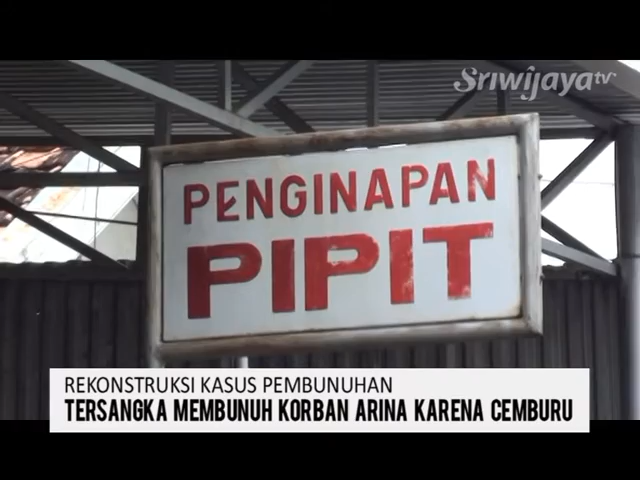 Sriwijaya tv
PENGINAPAN
PIPIT
REKONSTRUKSI KASUS PEMBUNUHAN
TERSANGKA MEMBUNUH KORBAN ARINA KARENA CEMBURU